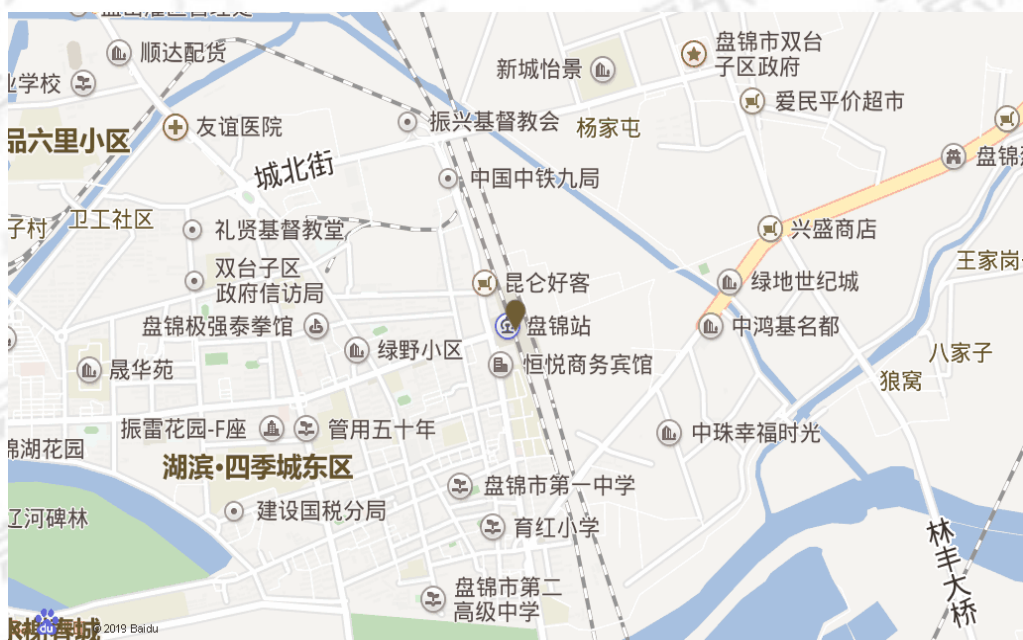 顺达配货
业学校
新城怡景
盘锦市双台
子区政府
爱民平价超市
品六里小区
友谊医院
振兴基督教会
杨家屯
城北街
中国中铁九局
盘锦
子村
卫工社区
礼贤基督教堂
兴盛商店
王家岗
双台子区
政府信访局
昆仑好客
绿地世纪城
盘锦极强泰拳馆
盘锦站
中鸿基名都
绿野小区
恒悦商务宾馆
八家子
晟华苑
狼窝
振雷花园-F座
管用五十年
中珠幸福时光
锦湖花园
湖滨·四季城东区
盘锦市第一中学
建设国税分局
育红小学
辽河碑林
林丰大桥
盘锦市第二
高级中学
© 2019 Baidu